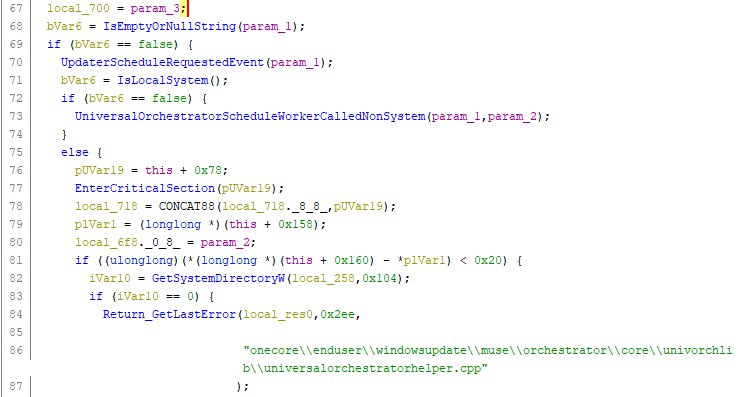 67 local_700 = param_3;
68 bVar6 = IsEmptyOrNullString(param_1);
69 if (bVar6 == false) {
70 UpdaterScheduleRequestedEvent(param_1);
71 bVar6 = IsLocalSystem();
72 if (bVar6 == false) {
73 UniversalOrchestratorScheduleWorkerCalledNonSystem(param_1,param_2);
74 }
75 else {
76 pUVar19 = this + 0x78;
77 EnterCriticalSection(pUVar19);
78 local_718 = CONCAT88(local_718._8_8_,pUVar19);
79 plVar1 = (longlong *)(this + 0x158);
80 local_6f8._0_8_ = param_2;
81 if ((ulonglong)(*(longlong *)(this + 0x160) - *plVar1) < 0x20) {
82 iVar10 = GetSystemDirectoryW(local_258,0x104);
83 if (iVar10 == 0) {
84 Return_GetLastError(local_res0,0x2ee,
85
86 "onecore\\enduser\\windowsupdate\\muse\\orchestrator\\core\\univorchli
b\\universalorchestratorhelper.cpp"
87 );